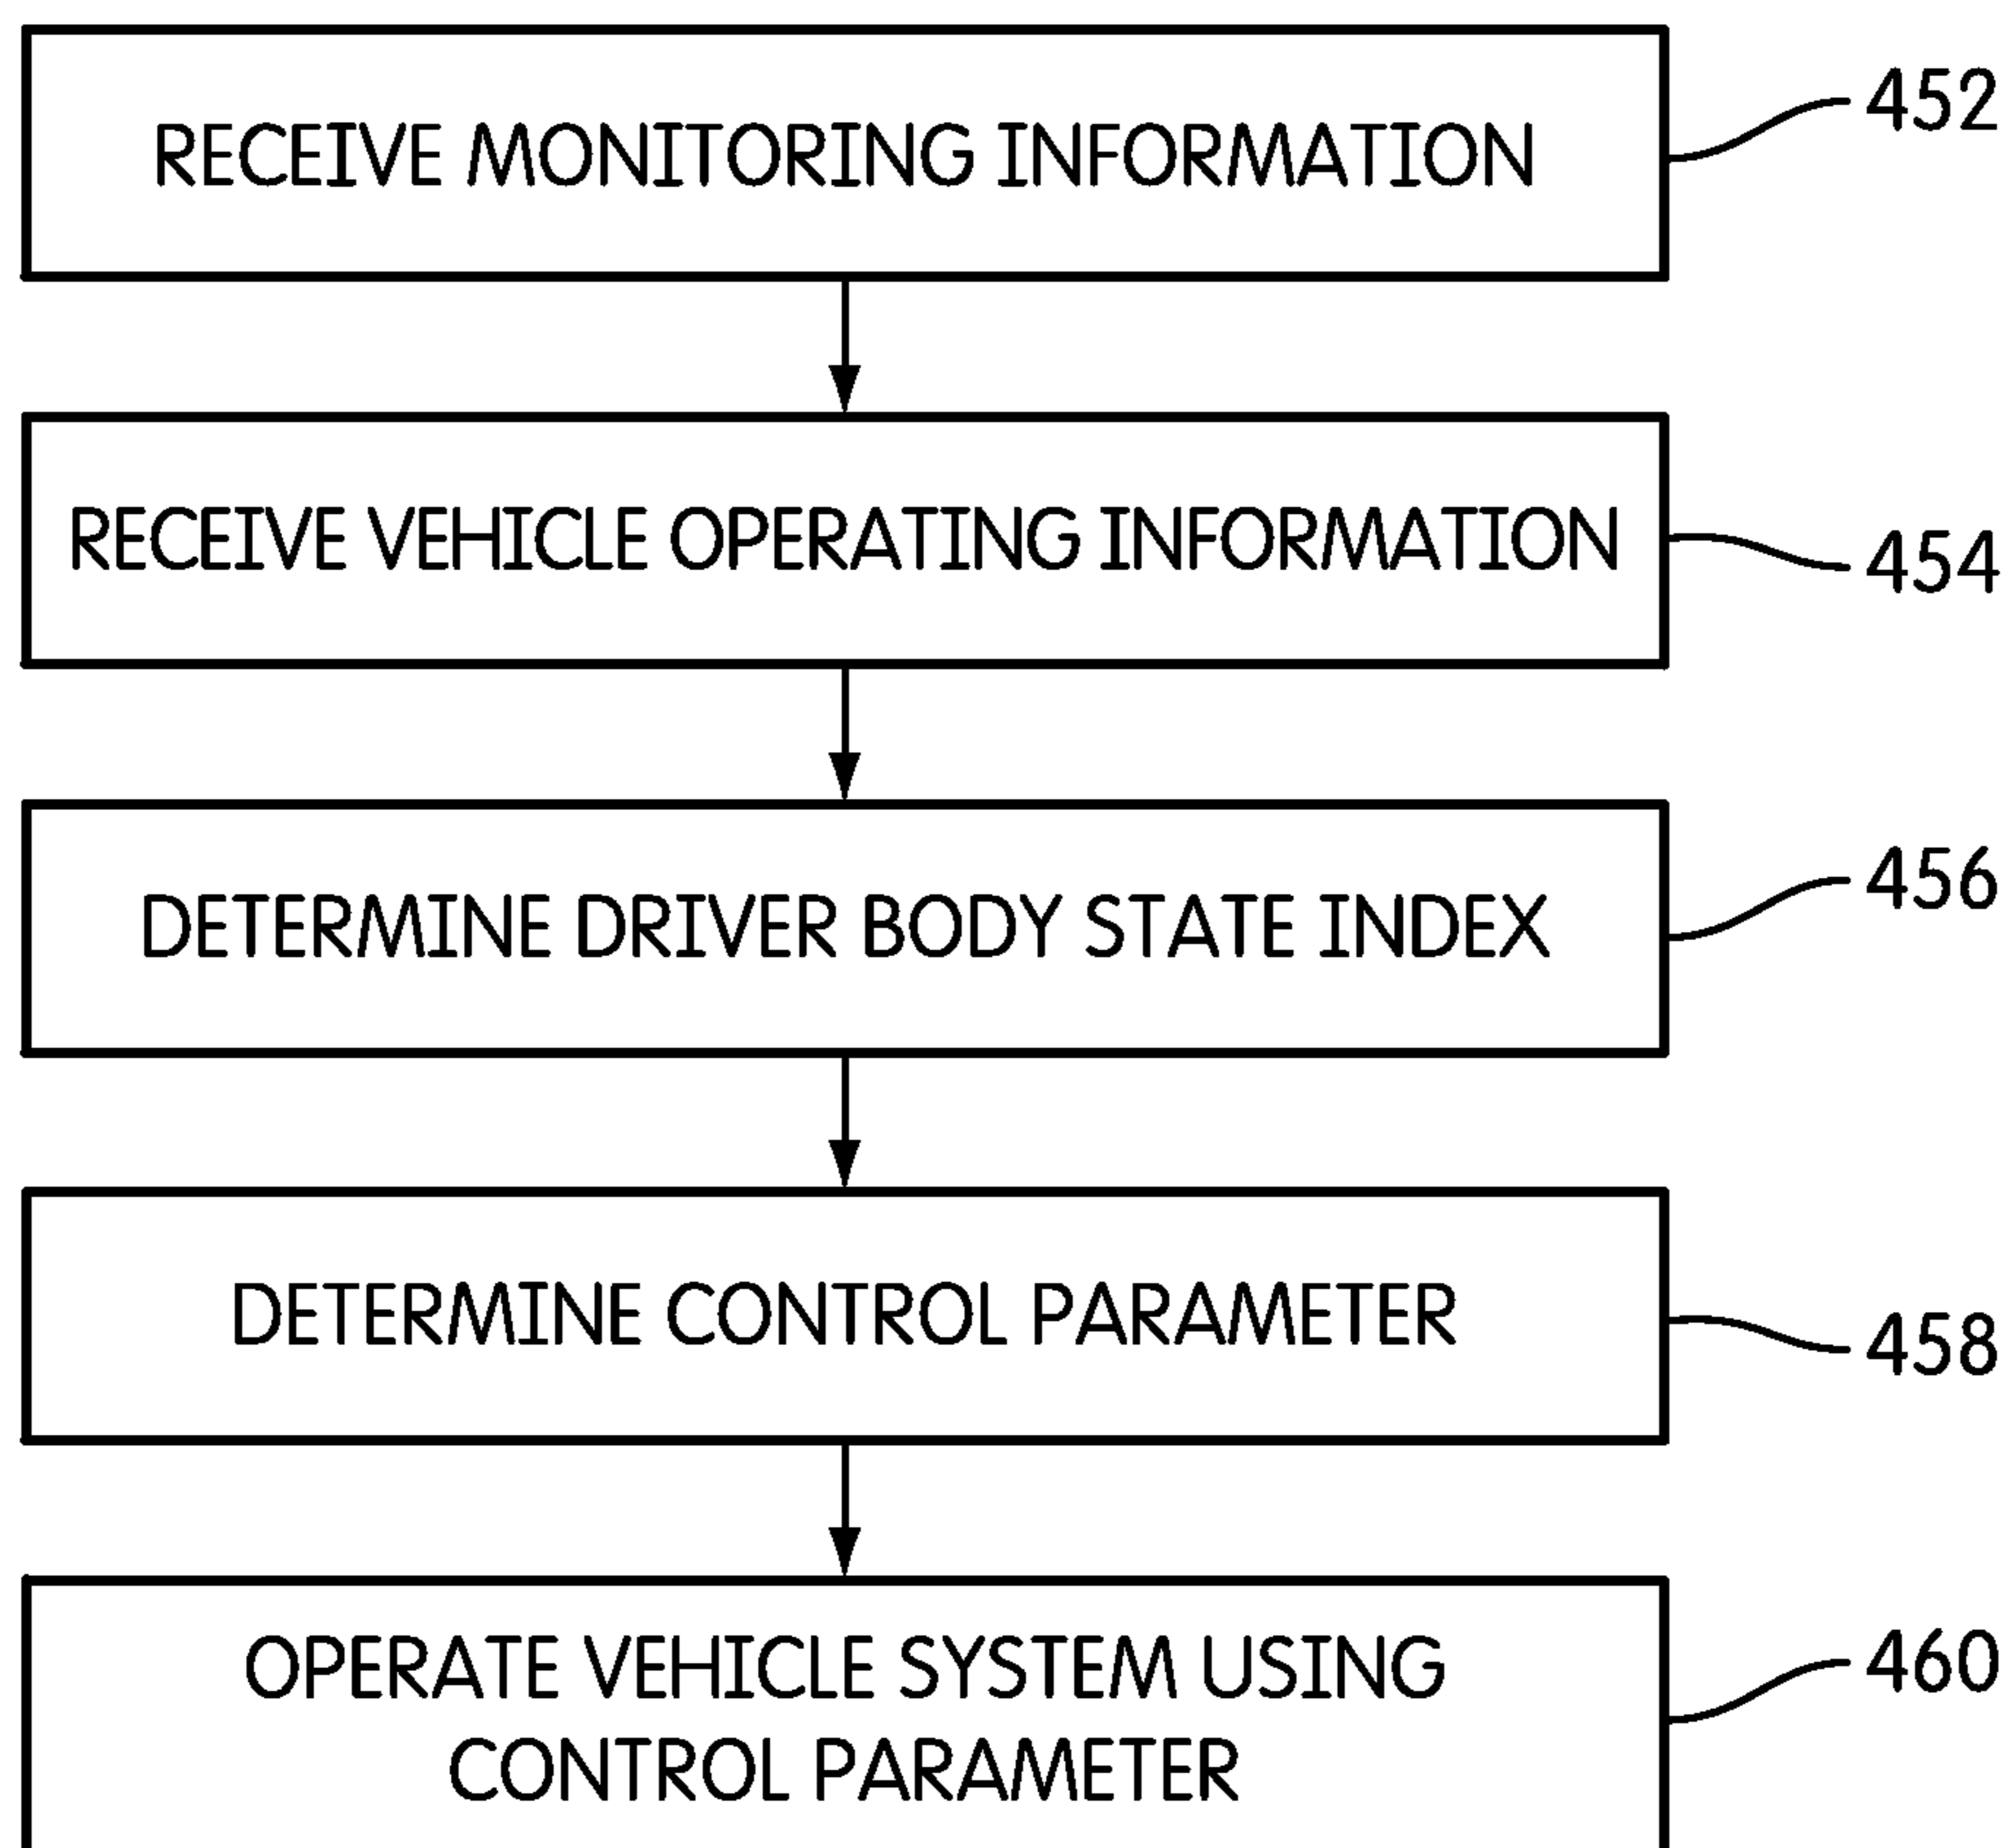 RECEIVE MONITORING INFORMATION
452
RECEIVE VEHICLE OPERATING INFORMATION
454
DETERMINE DRIVER BODY STATE INDEX
456
DETERMINE CONTROL PARAMETER
458
OPERATE VEHICLE SYSTEM USING
CONTROL PARAMETER
460